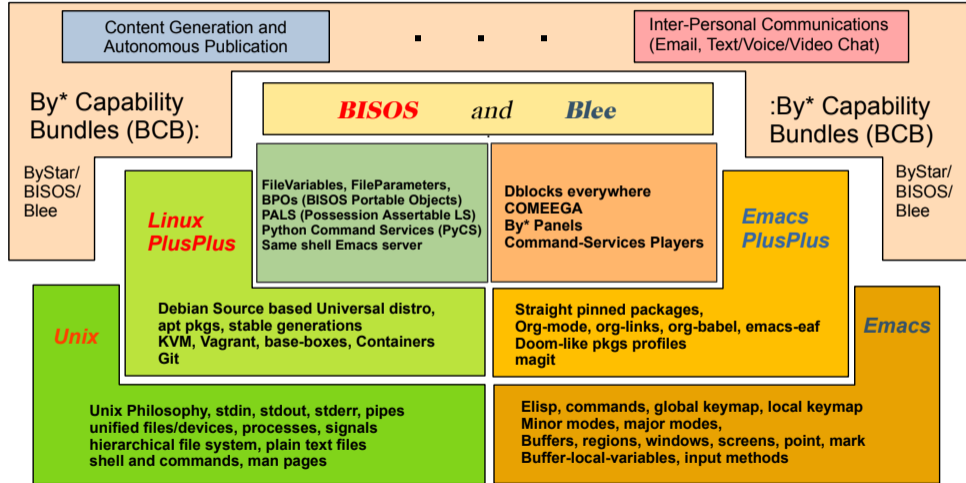 Content Generation and
Autonomous Publication
. . .
Inter-Personal Communications
(Email, Text/Voice/Video Chat)
By* Capability
Bundles (BCB):
BISOS and Blee
:By* Capability
Bundles (BCB)
ByStar/
BISOS/
Blee
ByStar/
BISOS/
Blee
Linux
PlusPlus
FileVariables, FileParameters,
BPOs (BISOS Portable Objects)
PALS (Possession Assertable LS)
Python Command Services (PyCS)
Same shell Emacs server
Dblocks everywhere
COMEEGA
By* Panels
Command-Services Players
Emacs
PlusPlus
Unix
Debian Source based Universal distro,
apt pkgs, stable generations
KVM, Vagrant, base-boxes, Containers
Git
Straight pinned packages,
Org-mode, org-links, org-babel, emacs-eaf
Doom-like pkgs profiles
magit
Emacs
Unix Philosophy, stdin, stdout, stderr, pipes
unified files/devices, processes, signals
hierarchical file system, plain text files
shell and commands, man pages
Elisp, commands, global keymap, local keymap
Minor modes, major modes,
Buffers, regions, windows, screens, point, mark
Buffer-local-variables, input methods